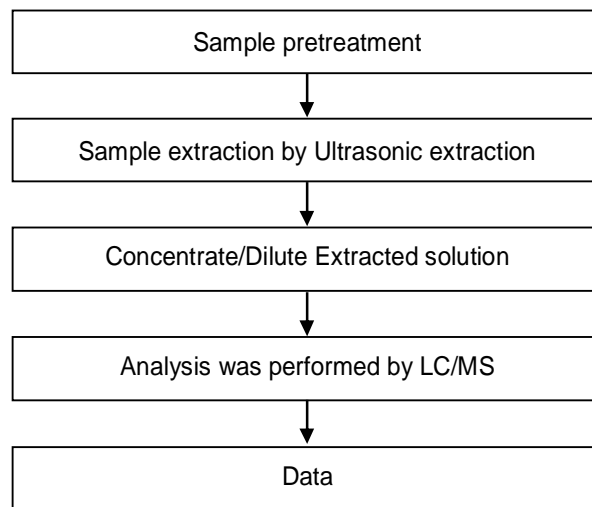 Sample pretreatment
Sample extraction by Ultrasonic extraction
Concentrate/Dilute Extracted solution
Analysis was performed by LC/MS
Data